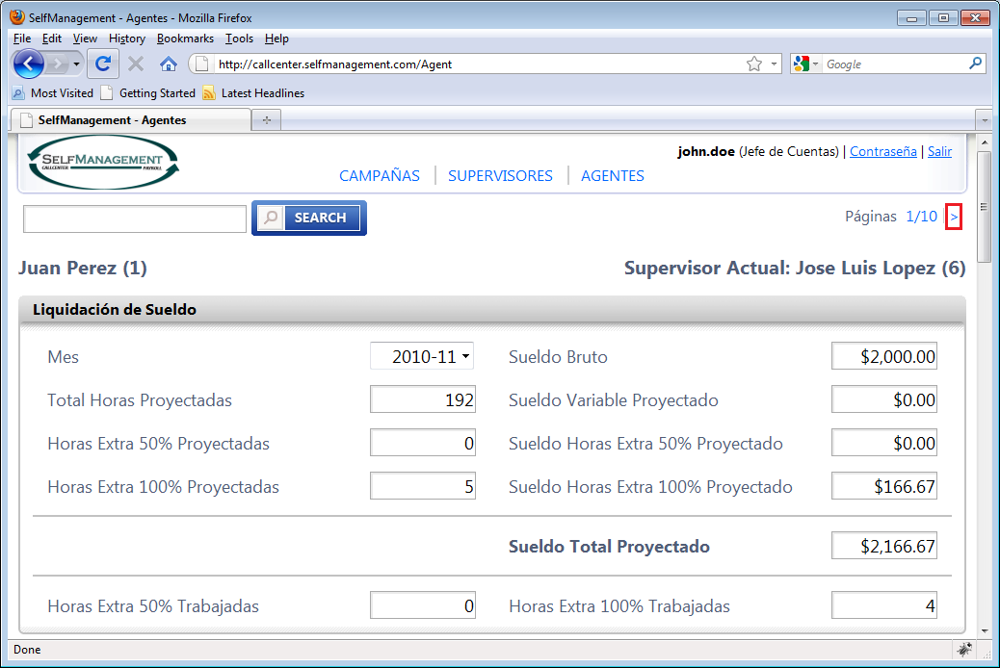 SelfManagement - Agentes - Mozilla Firefox
File Edit View History Bookmarks Tools Help
http://callcenter.selfmanagement.com/Agent
Google
Most Visited Getting Started Latest Headlines
SelfManagement - Agentes
SELFMANAGEMENT
CALLCENTER PAYROLL
john.doe (Jefe de Cuentas) | Contraseña | Salir
CAMPAÑAS | SUPERVISORES | AGENTES
SEARCH
Páginas 1/10 >
Juan Perez (1) Supervisor Actual: Jose Luis Lopez (6)
Liquidación de Sueldo
Mes 2010-11 Sueldo Bruto $2,000.00
Total Horas Proyectadas 192 Sueldo Variable Proyectado $0.00
Horas Extra 50% Proyectadas 0 Sueldo Horas Extra 50% Proyectado $0.00
Horas Extra 100% Proyectadas 5 Sueldo Horas Extra 100% Proyectado $166.67
Sueldo Total Proyectado $2,166.67
Horas Extra 50% Trabajadas 0 Horas Extra 100% Trabajadas 4
Done